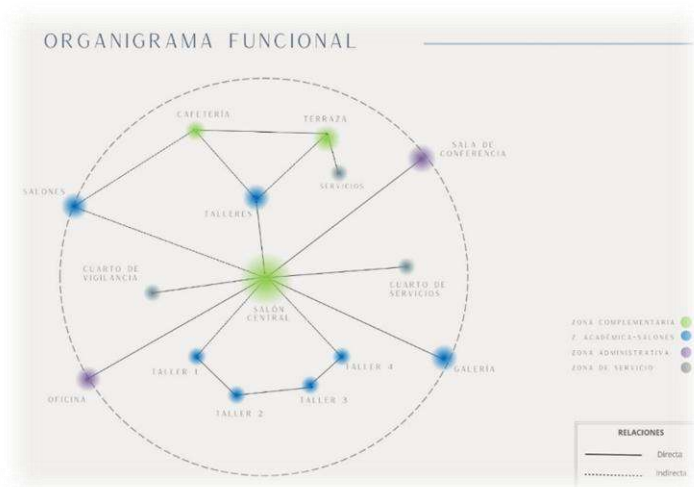 ORGANIGRAMA FUNCIONAL
CAFETERÍA
TERRAZA
SALA DE
CONFERENCIA
SERVICIOS
SALONES
TALLERES
CUARTO DE
VIGILANCIA
CUARTO DE
SERVICIOS
SALÓN
CENTRAL
TALLER 1
TALLER 4
GALERÍA
OFICINA
TALLER 2
TALLER 3
ZONA COMPLEMENTARIA
Z. ACADÉMICA-SALONES
ZONA ADMINISTRATIVA
ZONA DE SERVICIO
RELACIONES
Directa
Indirecta